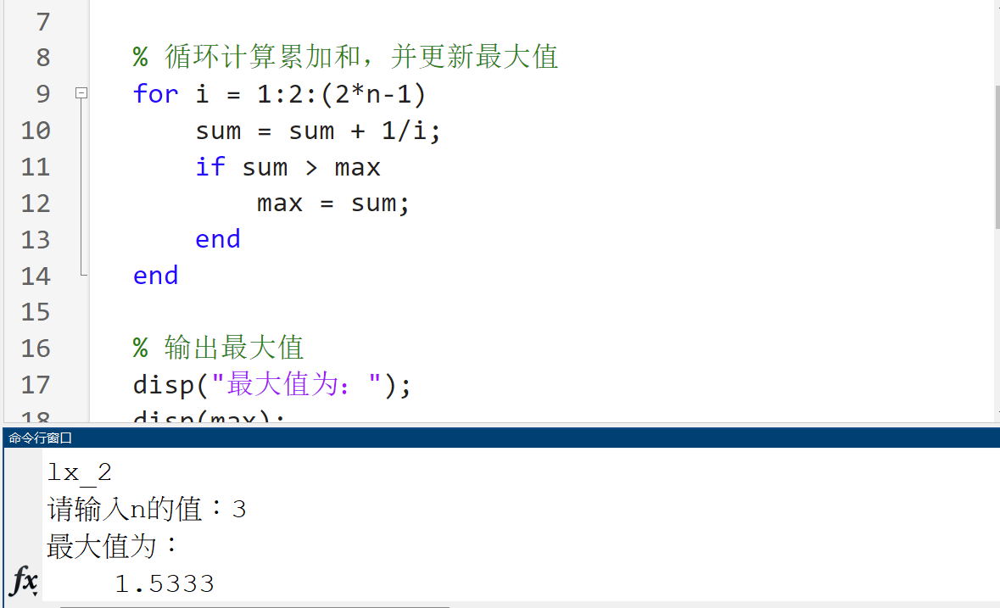 7
8 % 循环计算累加和，并更新最大值
9 for i = 1:2:(2*n-1)
10 sum = sum + 1/i;
11 if sum > max
12 max = sum;
13 end
14 end
15
16 % 输出最大值
17 disp("最大值为：");
18 disp(max);
命令行窗口
lx_2
请输入n的值：3
最大值为：
1.5333
fx